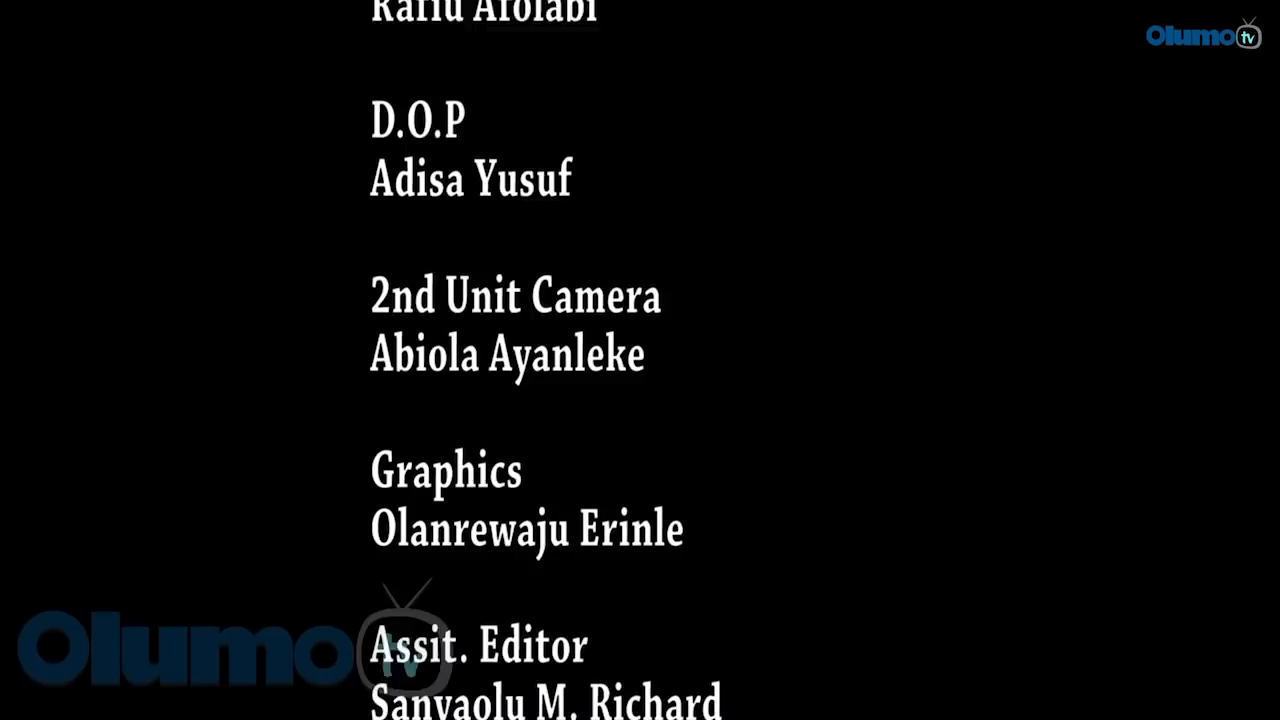 Rafiu Afolabi
Olumo tv
D.O.P
Adisa Yusuf
2nd Unit Camera
Abiola Ayanleke
Graphics
Olanrewaju Erinle
Assit. Editor
Sanyaolu M. Richard
Olumo tv